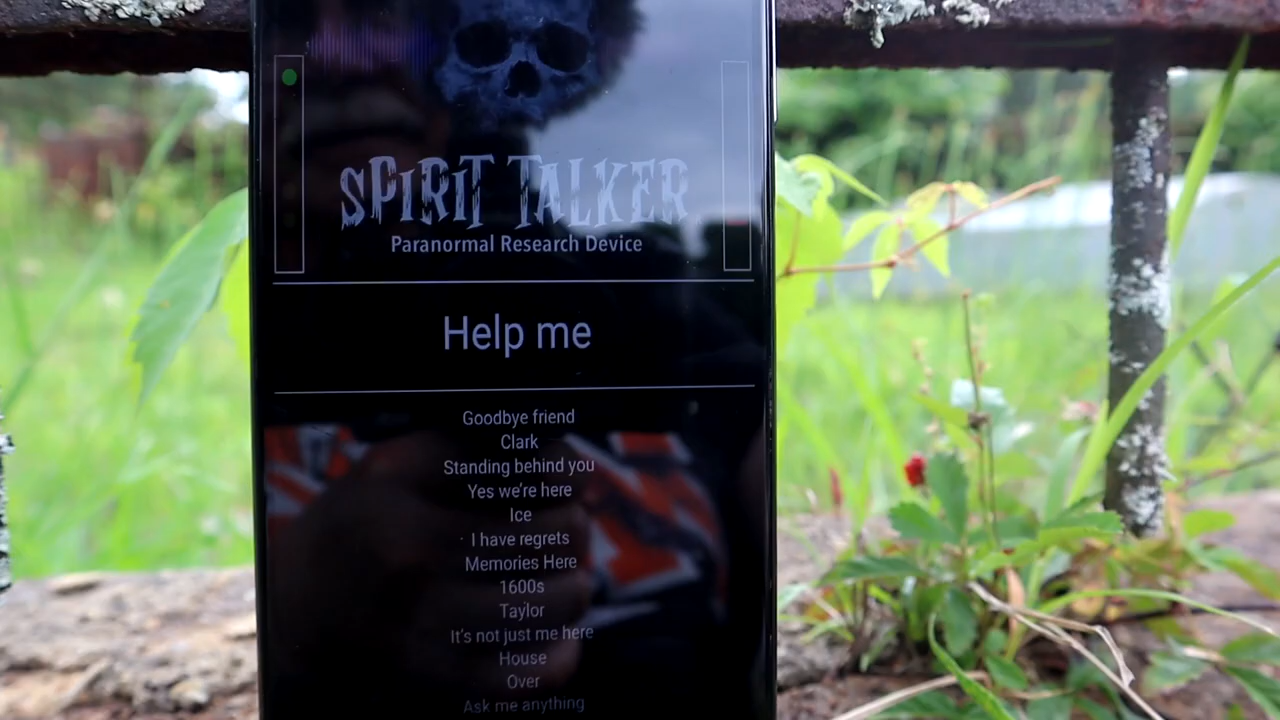 SPIRIT TALKER
Paranormal Research Device
Help me
Goodbye friend
Clark
Standing behind you
Yes we're here
Ice
I have regrets
Memories Here
1600s
Taylor
It's not just me here
House
Over
Ask me anything